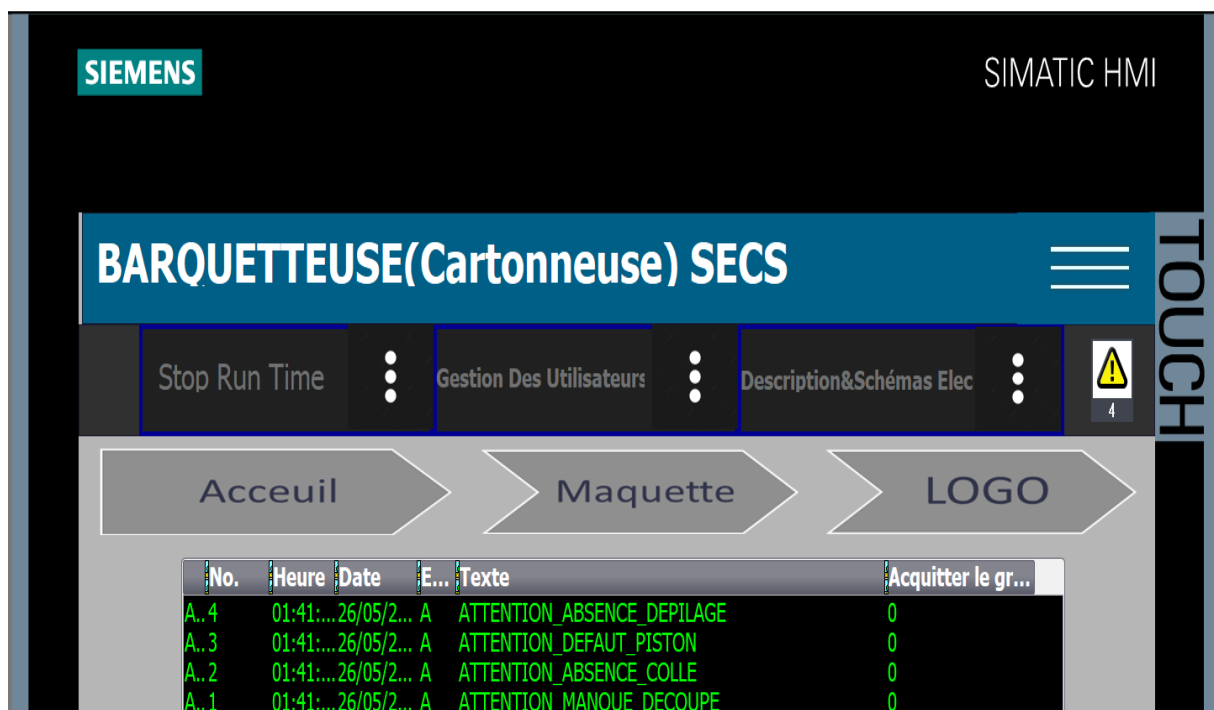 SIEMENS
SIMATIC HMI
TOUCH
BARQUETTEUSE(Cartonneuse) SECS
Stop Run Time
Gestion Des Utilisateurs
Description&Schémas Elec
4
Acceuil
Maquette
LOGO
No. Heure Date E... Texte Acquitter le gr...
A.. 4 01:41:... 26/05/2... A ATTENTION_ABSENCE_DEPILAGE 0
A.. 3 01:41:... 26/05/2... A ATTENTION_DEFAUT_PISTON 0
A.. 2 01:41:... 26/05/2... A ATTENTION_ABSENCE_COLLE 0
A.. 1 01:41:... 26/05/2... A ATTENTION_MANQUE_DECOUPE 0